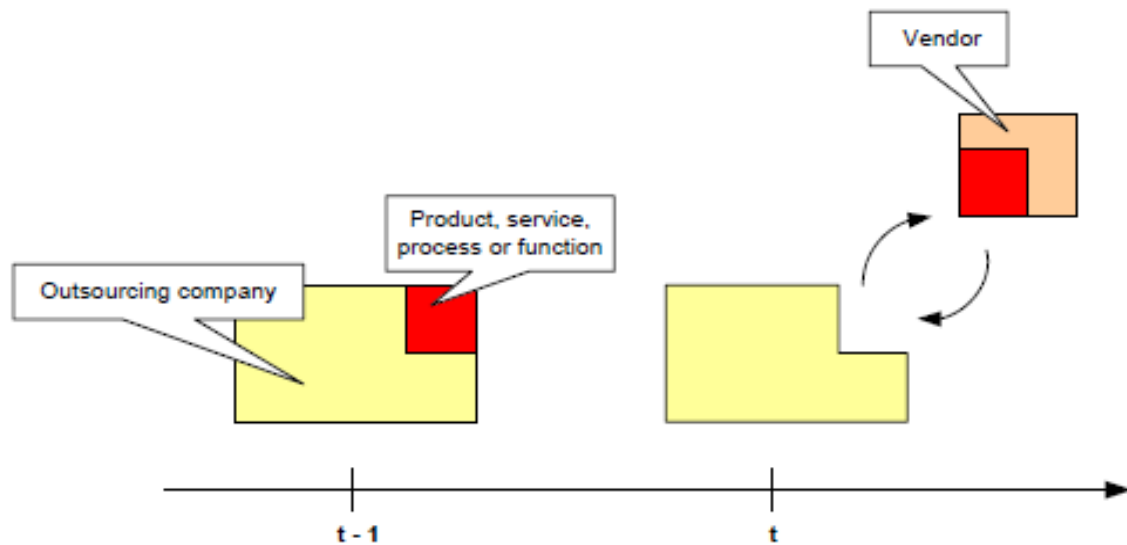 Vendor
Product, service,
process or function
Outsourcing company
t - 1
t